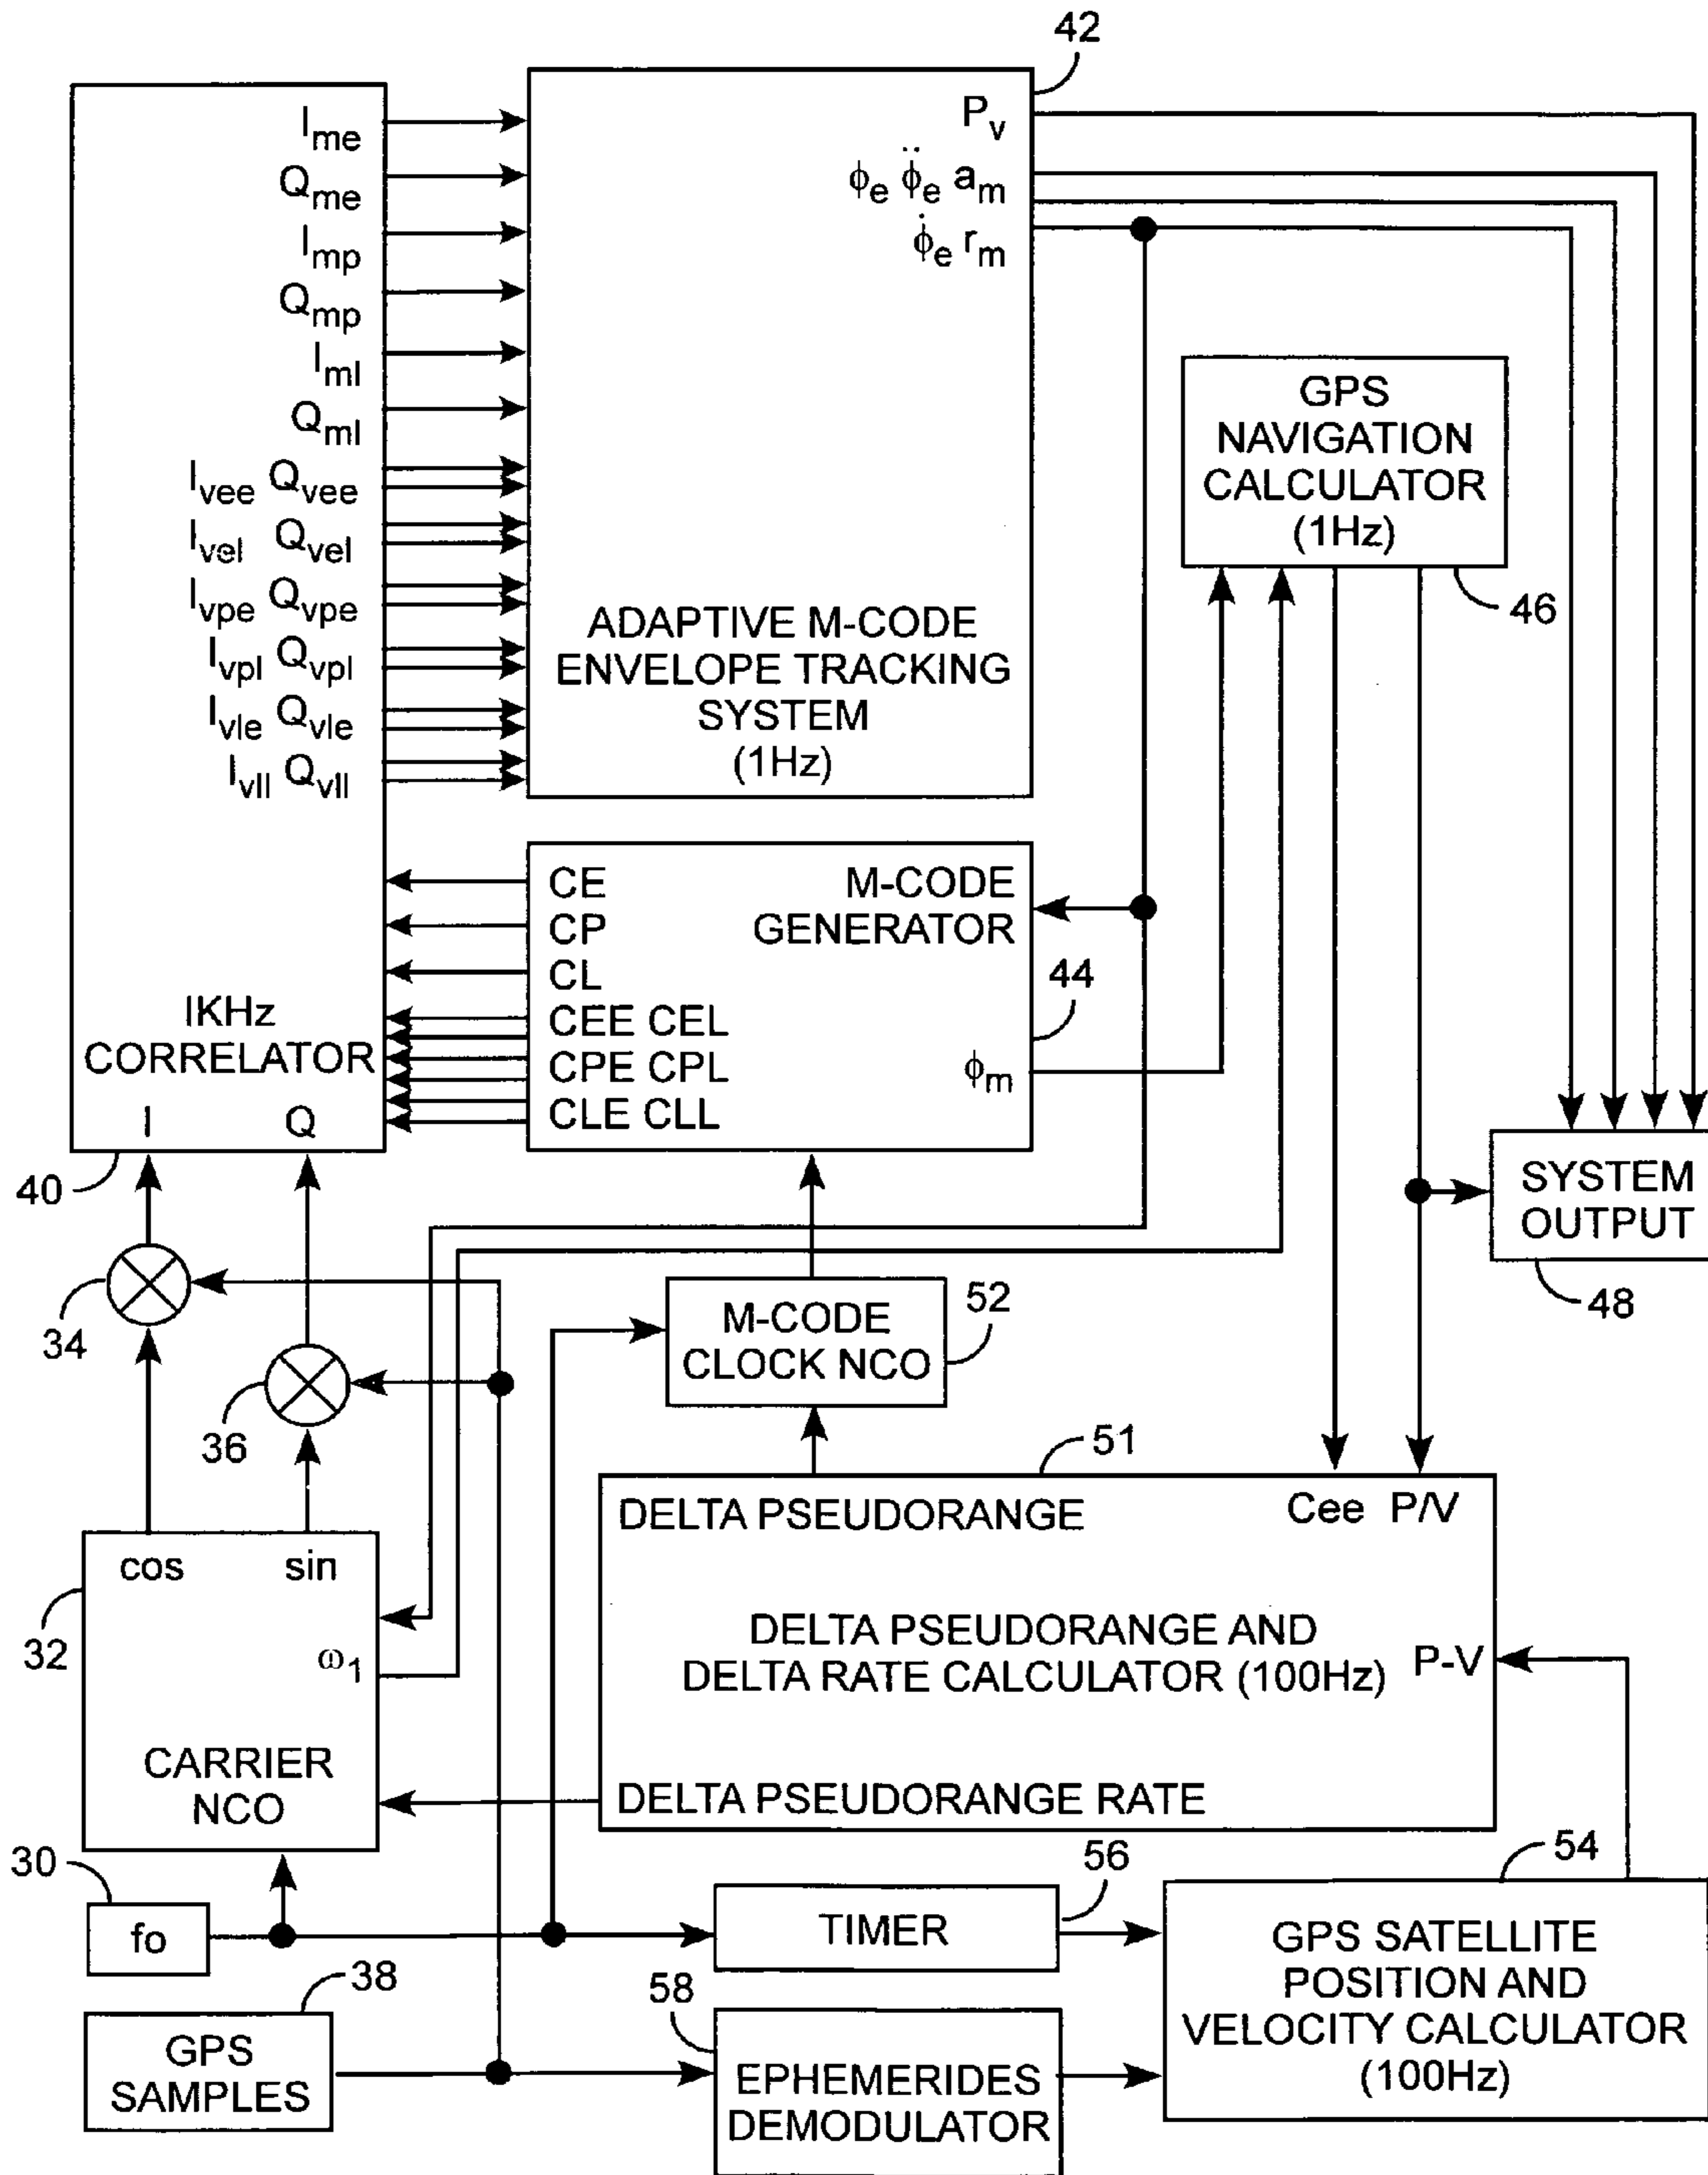 42
I_me
Q_me
I_mp
Q_mp
I_ml
Q_ml
I_vee Q_vee
I_vel Q_vel
I_vpe Q_vpe
I_vpl Q_vpl
I_vle Q_vle
I_vll Q_vll
IKHz
CORRELATOR
I Q
40
P_v
ϕ_e ϕ̈_e a_m
ϕ̇_e r_m
ADAPTIVE M-CODE
ENVELOPE TRACKING
SYSTEM
(1Hz)
GPS
NAVIGATION
CALCULATOR
(1Hz)
46
CE
CP
CL
CEE CEL
CPE CPL
CLE CLL
M-CODE
GENERATOR
44
ϕ_m
SYSTEM
OUTPUT
48
34
36
M-CODE
CLOCK NCO
52
51
DELTA PSEUDORANGE
Cee P/V
DELTA PSEUDORANGE AND
DELTA RATE CALCULATOR (100Hz)
P-V
DELTA PSEUDORANGE RATE
cos sin
32
ω_1
CARRIER
NCO
30
fo
38
GPS
SAMPLES
56
TIMER
58
EPHEMERIDES
DEMODULATOR
54
GPS SATELLITE
POSITION AND
VELOCITY CALCULATOR
(100Hz)